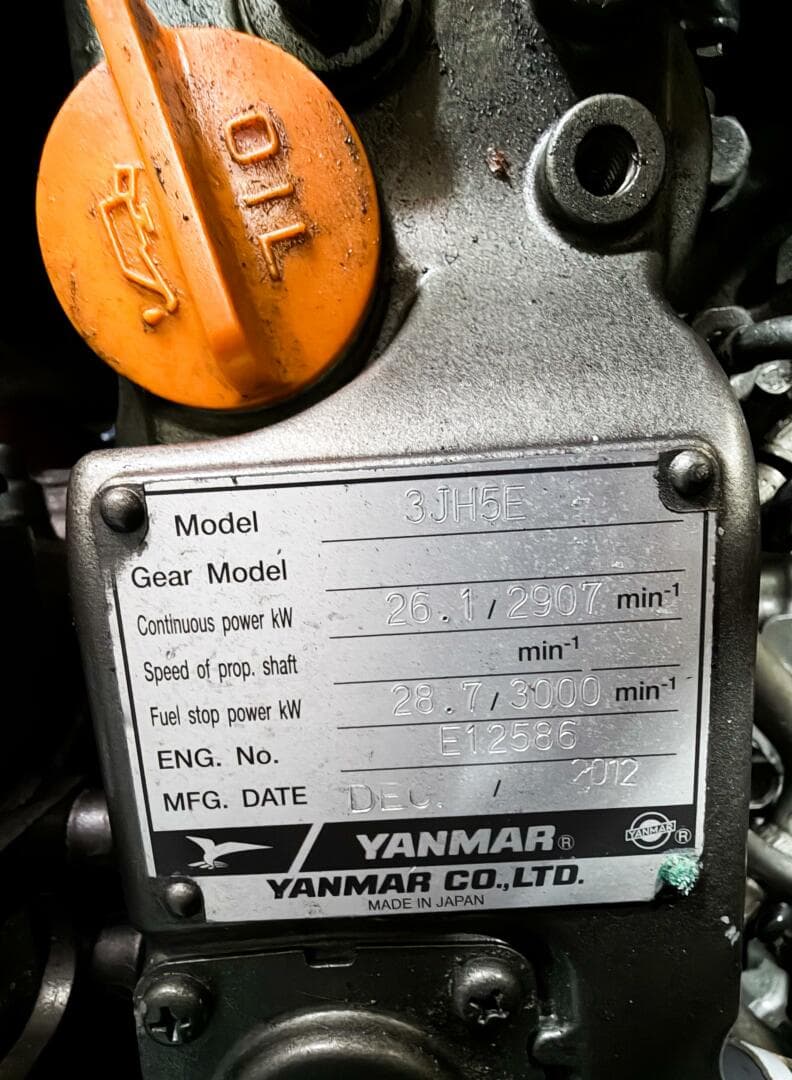 OIL
Model 3JH5E
Gear Model
Continuous power kW 26.1 / 2907 min-1
Speed of prop. shaft min-1
Fuel stop power kW 28.7 / 3000 min-1
ENG. No. E12586
MFG. DATE DEC. / 2012
YANMAR® YANMAR®
YANMAR CO.,LTD.
MADE IN JAPAN